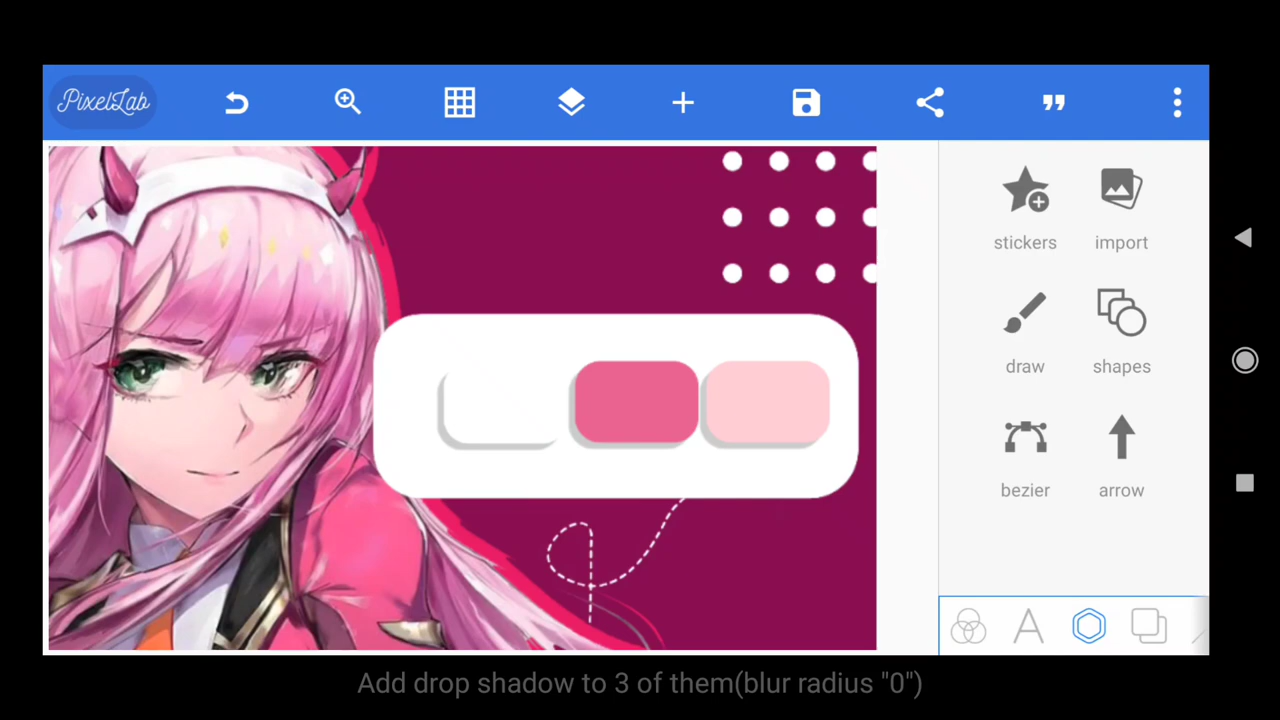 PixelLab
stickers
import
draw
shapes
bezier
arrow
A
Add drop shadow to 3 of them(blur radius "0")